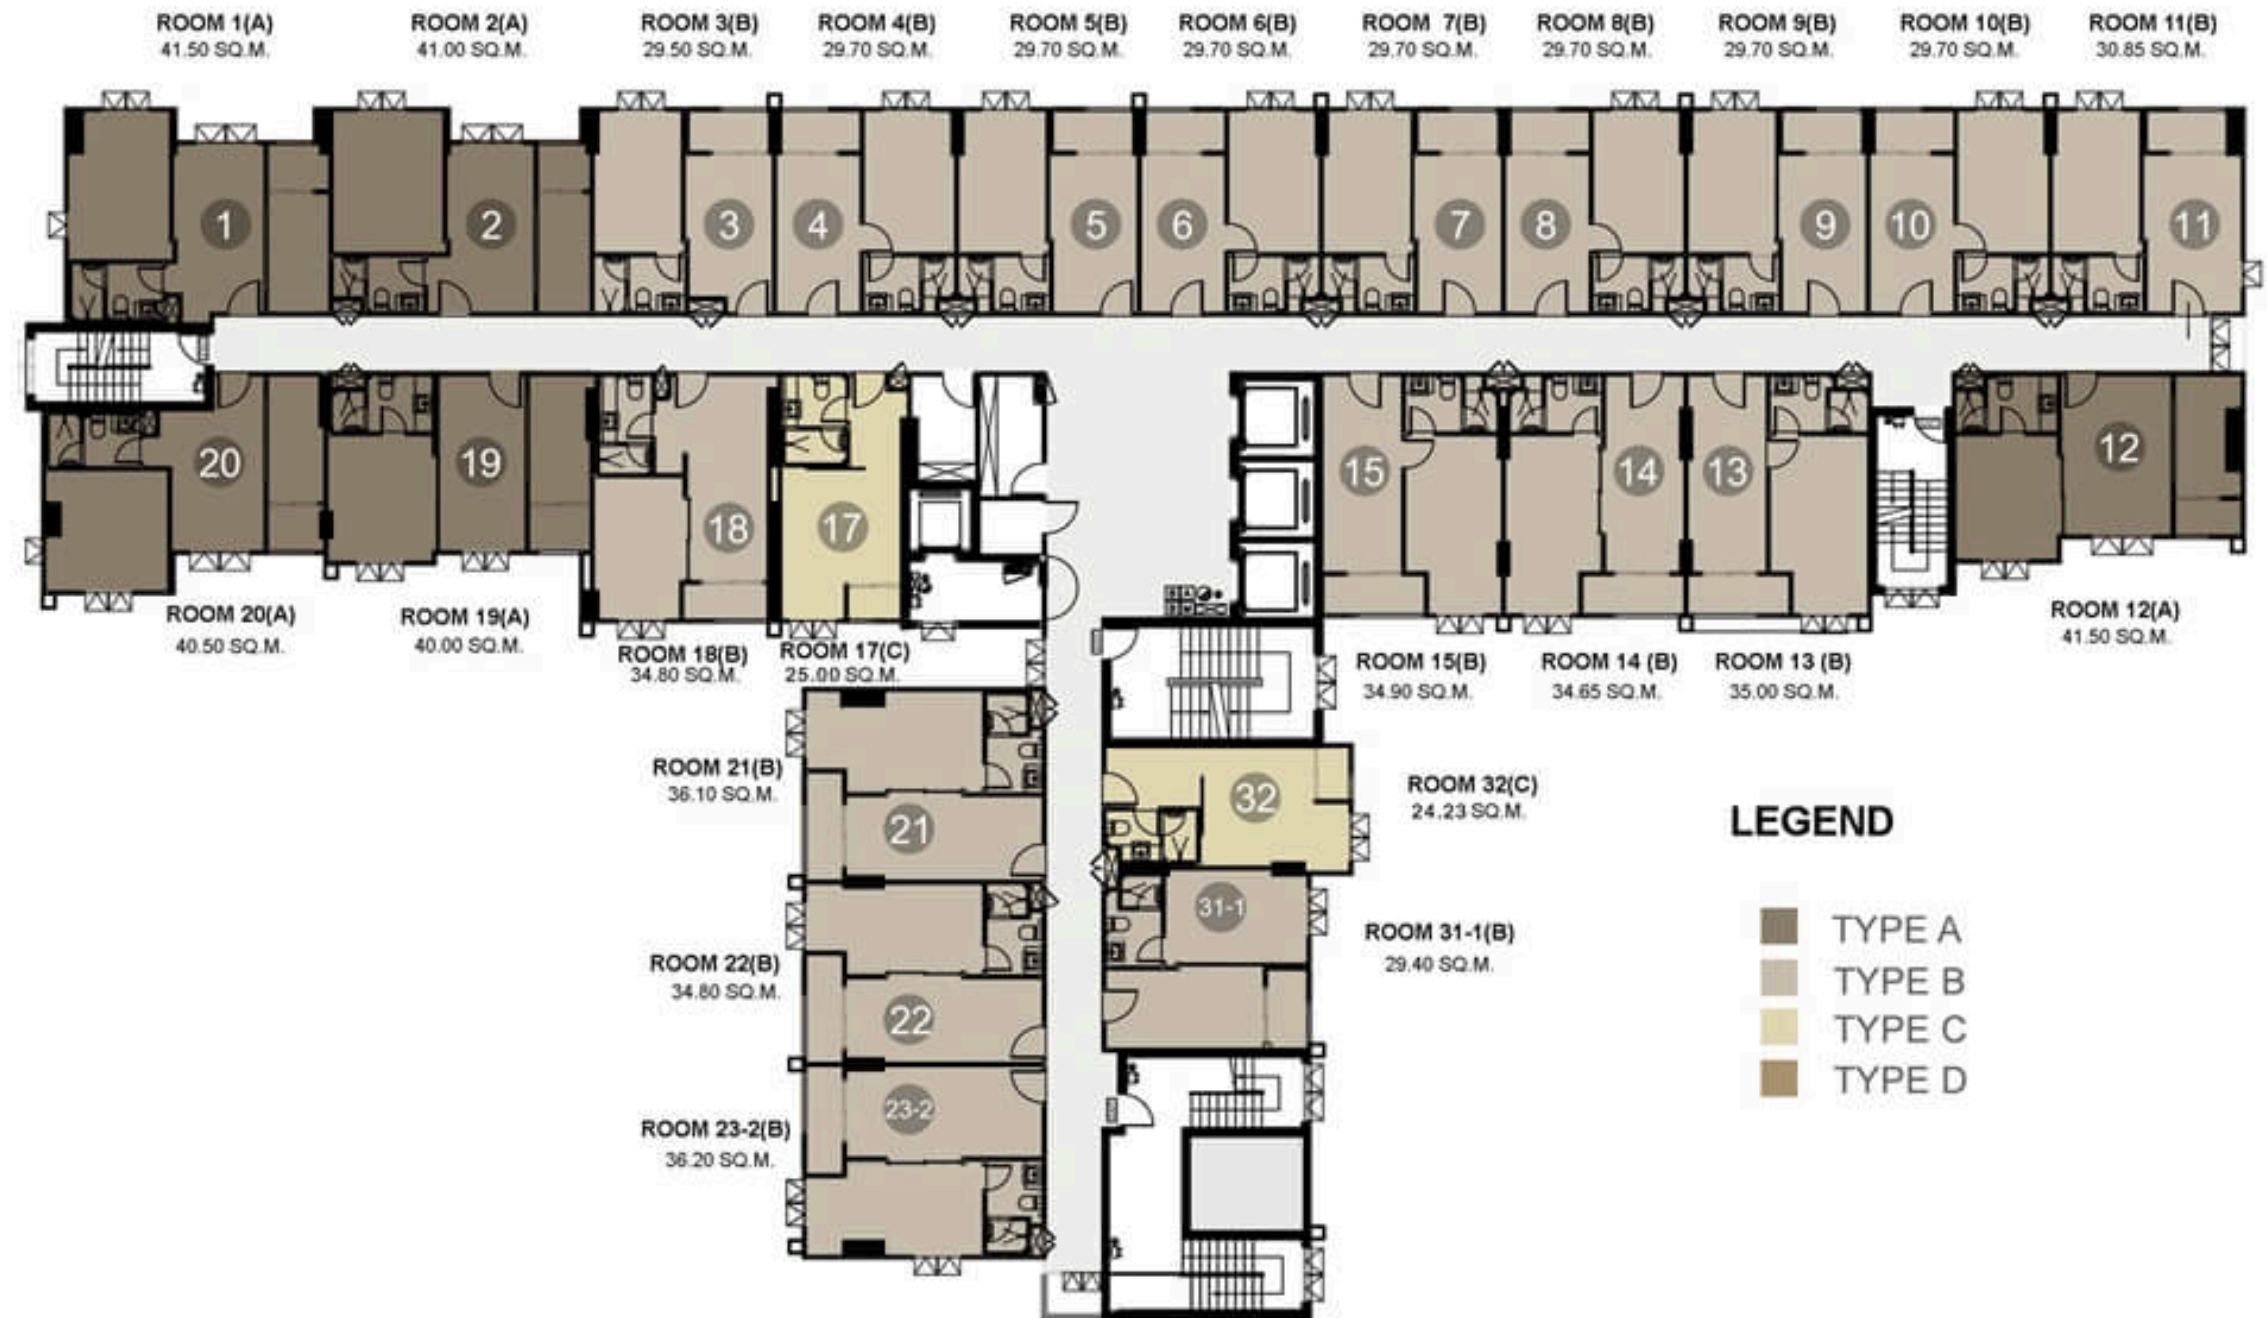 ROOM 1(A)
41.50 SQ.M.
ROOM 2(A)
41.00 SQ.M.
ROOM 3(B)
29.50 SQ.M.
ROOM 4(B)
29.70 SQ.M.
ROOM 5(B)
29.70 SQ.M.
ROOM 6(B)
29.70 SQ.M.
ROOM 7(B)
29.70 SQ.M.
ROOM 8(B)
29.70 SQ.M.
ROOM 9(B)
29.70 SQ.M.
ROOM 10(B)
29.70 SQ.M.
ROOM 11(B)
30.85 SQ.M.
1
2
3
4
5
6
7
8
9
10
11
20
19
18
17
15
14
13
12
ROOM 20(A)
40.50 SQ.M.
ROOM 19(A)
40.00 SQ.M.
ROOM 18(B)
34.80 SQ.M.
ROOM 17(C)
25.00 SQ.M.
ROOM 15(B)
34.90 SQ.M.
ROOM 14 (B)
34.65 SQ.M.
ROOM 13 (B)
35.00 SQ.M.
ROOM 12(A)
41.50 SQ.M.
ROOM 21(B)
36.10 SQ.M.
21
32
ROOM 32(C)
24.23 SQ.M.
31-1
ROOM 31-1(B)
29.40 SQ.M.
ROOM 22(B)
34.80 SQ.M.
22
ROOM 23-2(B)
36.20 SQ.M.
23-2
LEGEND
TYPE A
TYPE B
TYPE C
TYPE D